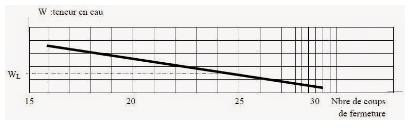 W :teneur en eau
WL
15 20 25 30 Nbre de coups
de fermeture